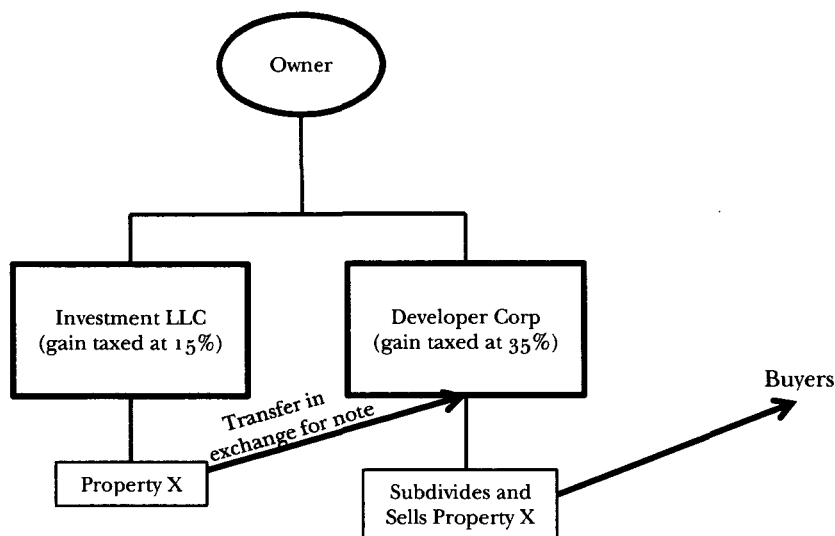 Owner
Investment LLC
(gain taxed at 15%)
Developer Corp
(gain taxed at 35%)
Buyers
Transfer in
exchange for note
Property X
Subdivides and
Sells Property X